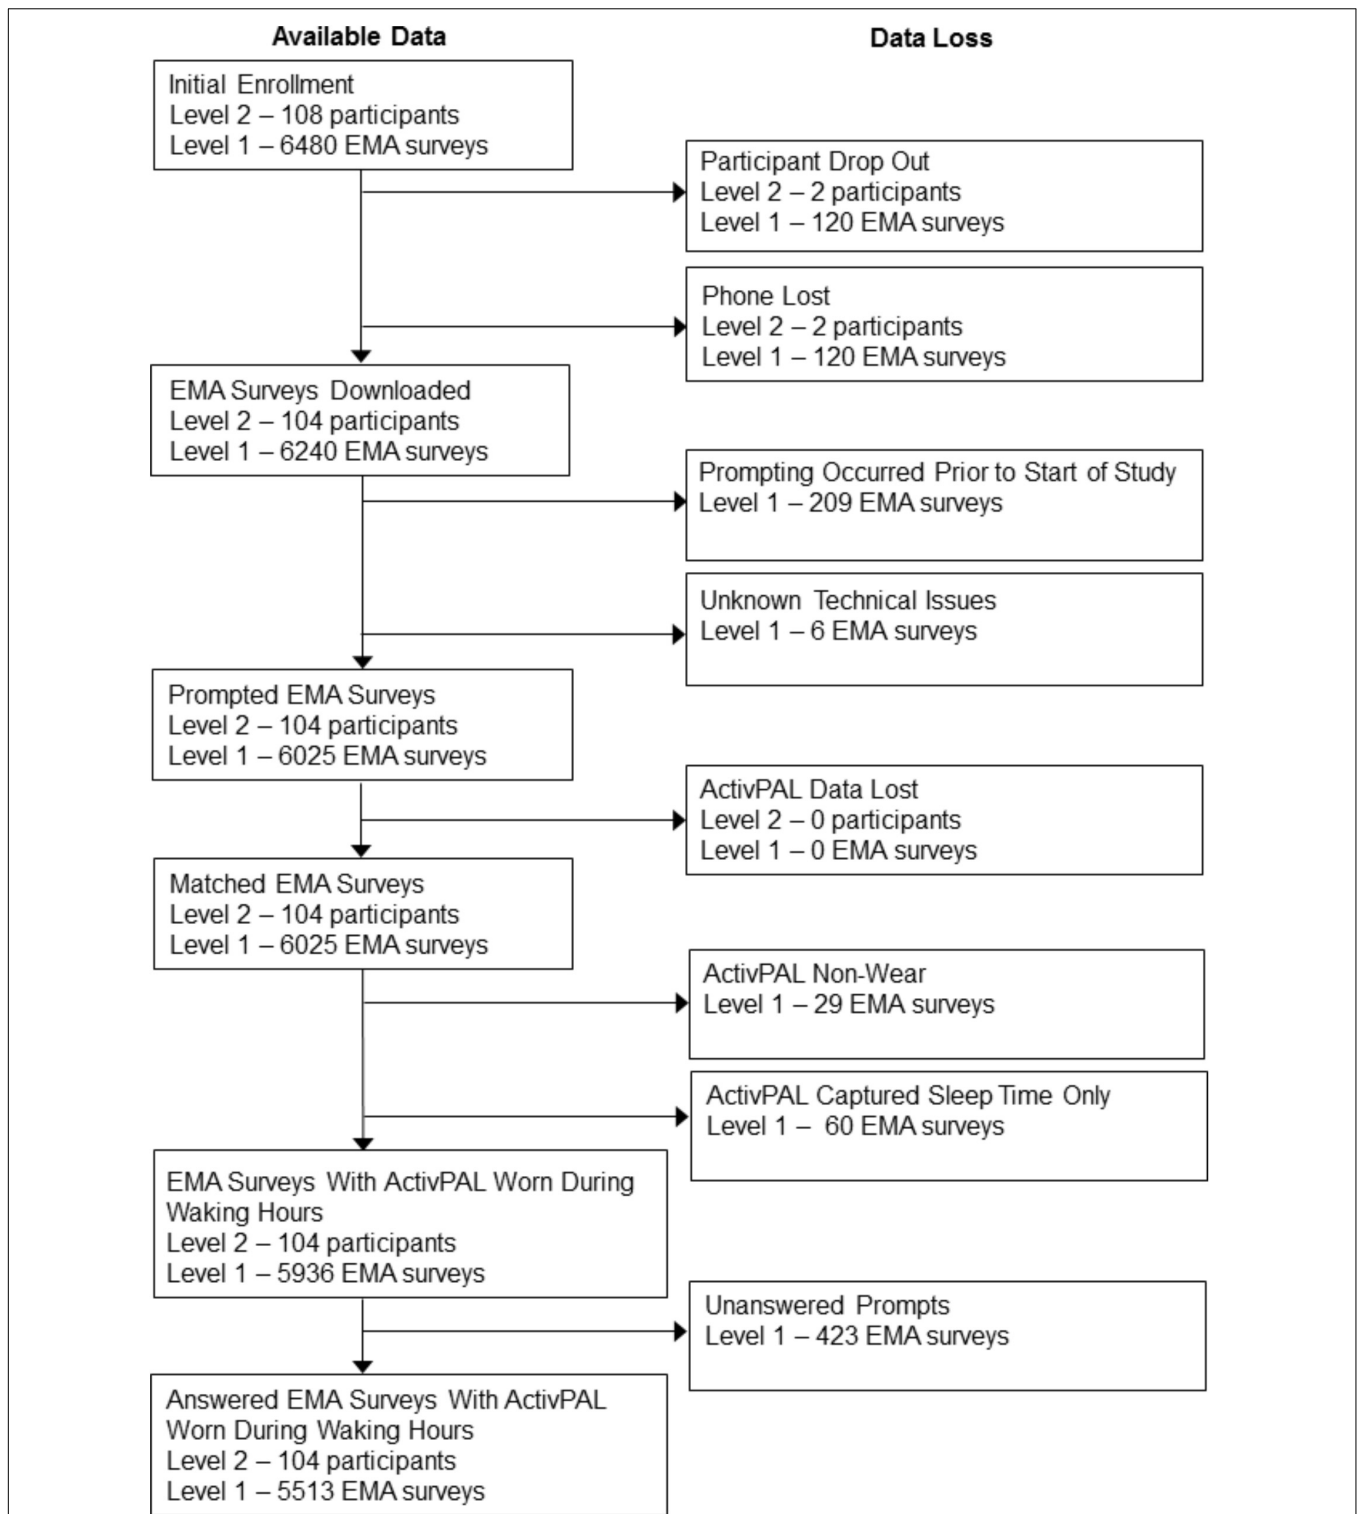 Available Data
Data Loss
Initial Enrollment
Level 2 – 108 participants
Level 1 – 6480 EMA surveys
Participant Drop Out
Level 2 – 2 participants
Level 1 – 120 EMA surveys
Phone Lost
Level 2 – 2 participants
Level 1 – 120 EMA surveys
EMA Surveys Downloaded
Level 2 – 104 participants
Level 1 – 6240 EMA surveys
Prompting Occurred Prior to Start of Study
Level 1 – 209 EMA surveys
Unknown Technical Issues
Level 1 – 6 EMA surveys
Prompted EMA Surveys
Level 2 – 104 participants
Level 1 – 6025 EMA surveys
ActivPAL Data Lost
Level 2 – 0 participants
Level 1 – 0 EMA surveys
Matched EMA Surveys
Level 2 – 104 participants
Level 1 – 6025 EMA surveys
ActivPAL Non-Wear
Level 1 – 29 EMA surveys
ActivPAL Captured Sleep Time Only
Level 1 – 60 EMA surveys
EMA Surveys With ActivPAL Worn During
Waking Hours
Level 2 – 104 participants
Level 1 – 5936 EMA surveys
Unanswered Prompts
Level 1 – 423 EMA surveys
Answered EMA Surveys With ActivPAL
Worn During Waking Hours
Level 2 – 104 participants
Level 1 – 5513 EMA surveys